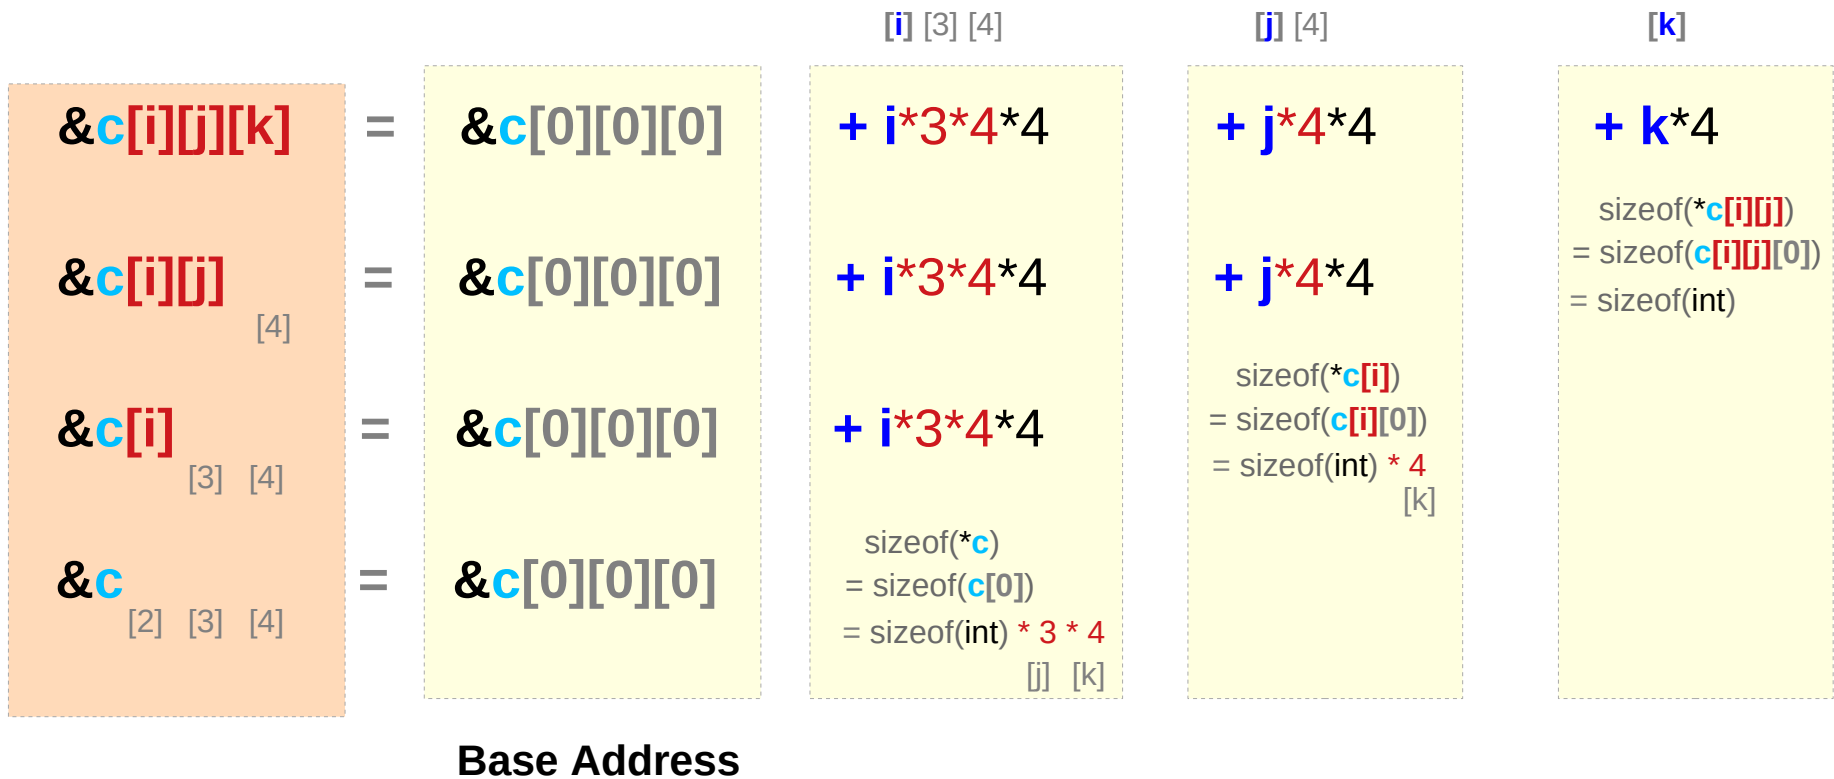 [i] [3] [4] [j] [4] [k]
&c[i][j][k] = &c[0][0][0] + i*3*4*4 + j*4*4 + k*4
sizeof(*c[i][j])
= sizeof(c[i][j][0])
= sizeof(int)
&c[i][j] = &c[0][0][0] + i*3*4*4 + j*4*4
[4]
sizeof(*c[i])
= sizeof(c[i][0])
= sizeof(int) * 4
[k]
&c[i] = &c[0][0][0] + i*3*4*4
[3] [4]
sizeof(*c)
= sizeof(c[0])
= sizeof(int) * 3 * 4
[j] [k]
&c = &c[0][0][0]
[2] [3] [4]
Base Address